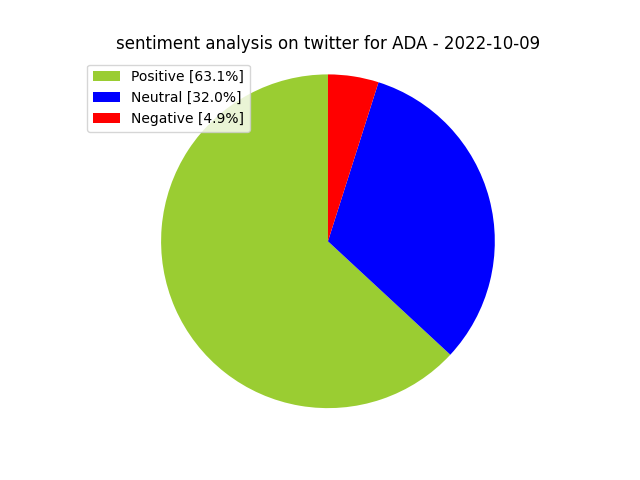 sentiment analysis on twitter for ADA - 2022-10-09
Positive [63.1%]
Neutral [32.0%]
Negative [4.9%]